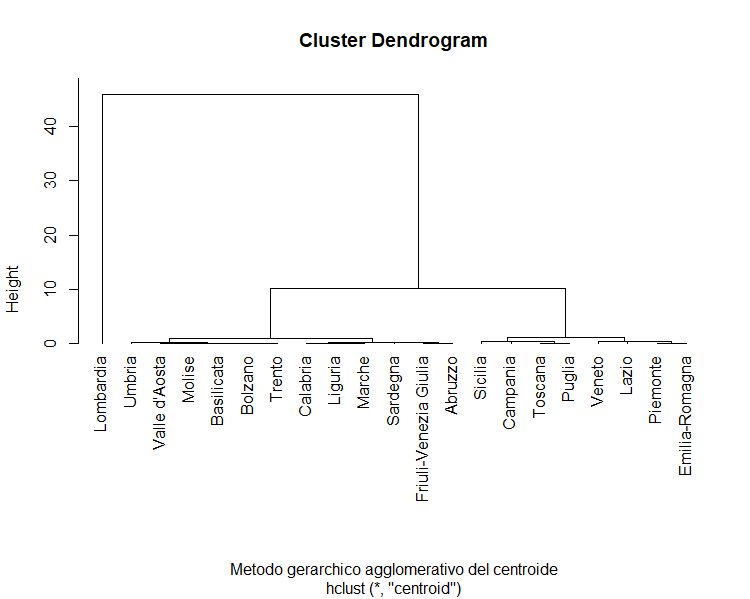 Cluster Dendrogram
Height
0
10
20
30
40
Lombardia
Umbria
Valle d'Aosta
Molise
Basilicata
Bolzano
Trento
Calabria
Liguria
Marche
Sardegna
Friuli-Venezia Giulia
Abruzzo
Sicilia
Campania
Toscana
Puglia
Veneto
Lazio
Piemonte
Emilia-Romagna
Metodo gerarchico agglomerativo del centroide
hclust (*, "centroid")